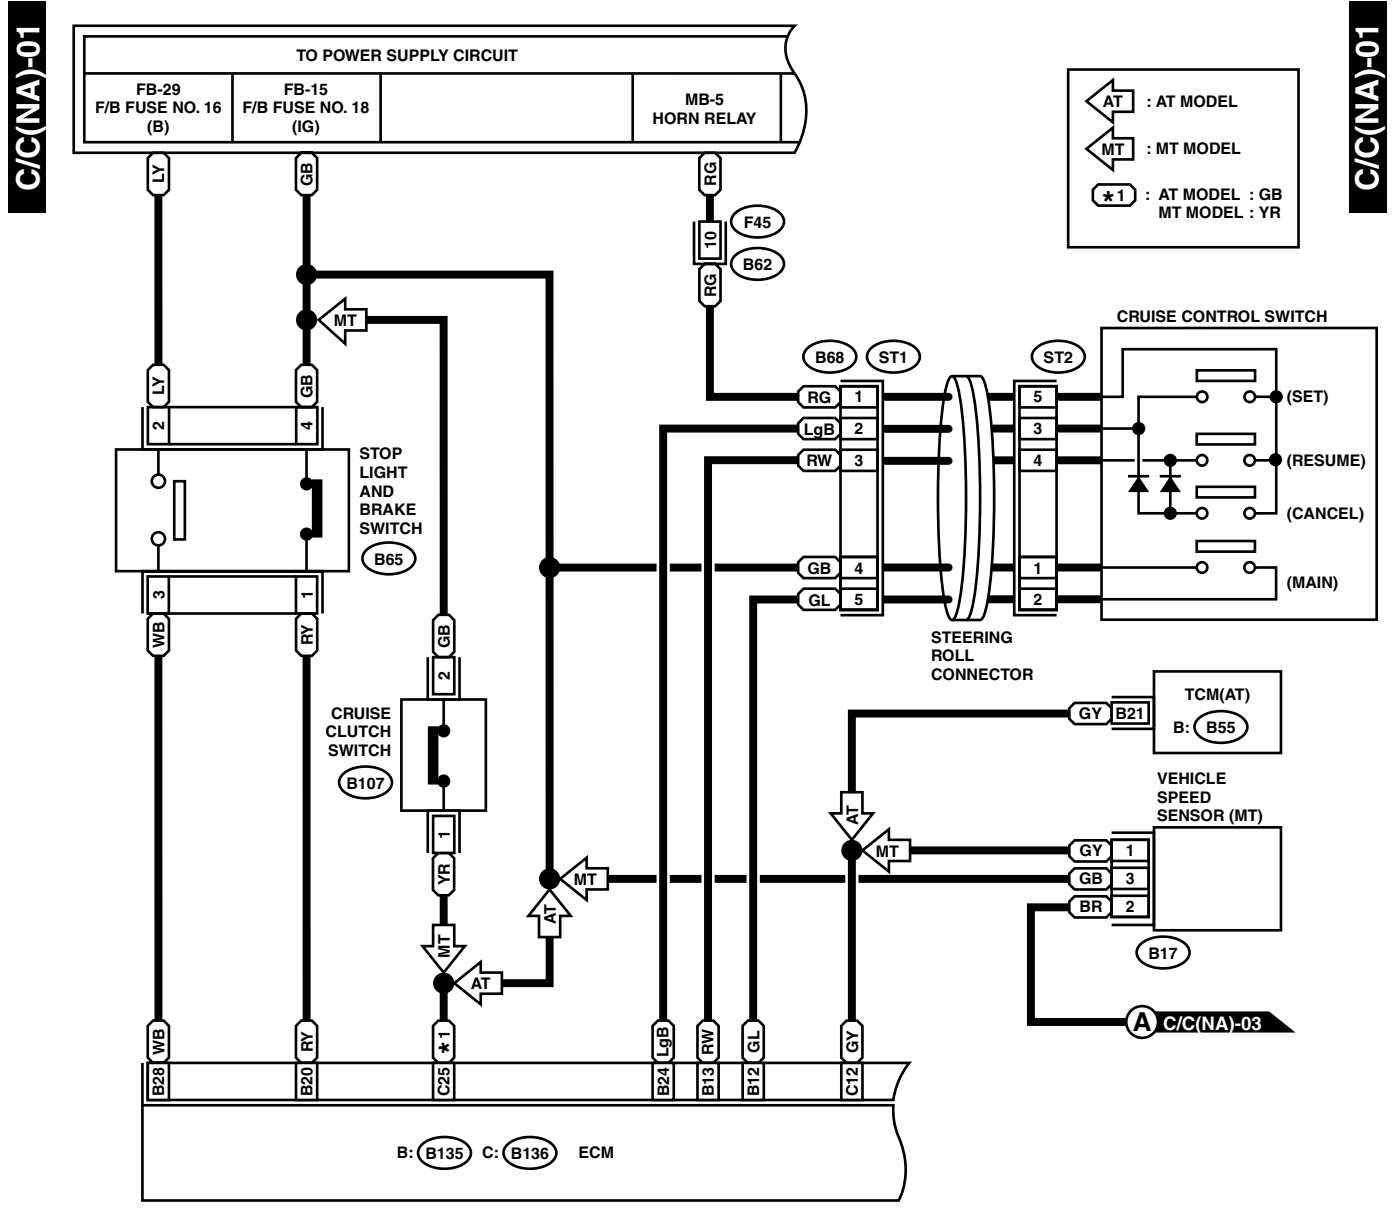 C/C(NA)-01
C/C(NA)-01
TO POWER SUPPLY CIRCUIT
FB-29
F/B FUSE NO. 16
(B)
FB-15
F/B FUSE NO. 18
(IG)
MB-5
HORN RELAY
AT : AT MODEL
MT : MT MODEL
*1 : AT MODEL : GB
MT MODEL : YR
LY
GB
RG
10
F45
B62
RG
MT
LY
GB
2
4
STOP
LIGHT
AND
BRAKE
SWITCH
B65
3
1
WB
RY
CRUISE CONTROL SWITCH
B68
ST1
ST2
RG 1
5
(SET)
LgB 2
3
RW 3
4
(RESUME)
(CANCEL)
GB 4
1
(MAIN)
GL 5
2
STEERING
ROLL
CONNECTOR
GB
2
CRUISE
CLUTCH
SWITCH
B107
1
YR
MT
AT
MT
AT
GY B21
TCM(AT)
B: B55
AT
MT
VEHICLE
SPEED
SENSOR (MT)
GY 1
GB 3
BR 2
B17
A C/C(NA)-03
WB
RY
*1
LgB
RW
GL
GY
B28
B20
C25
B24
B13
B12
C12
B: B135 C: B136 ECM